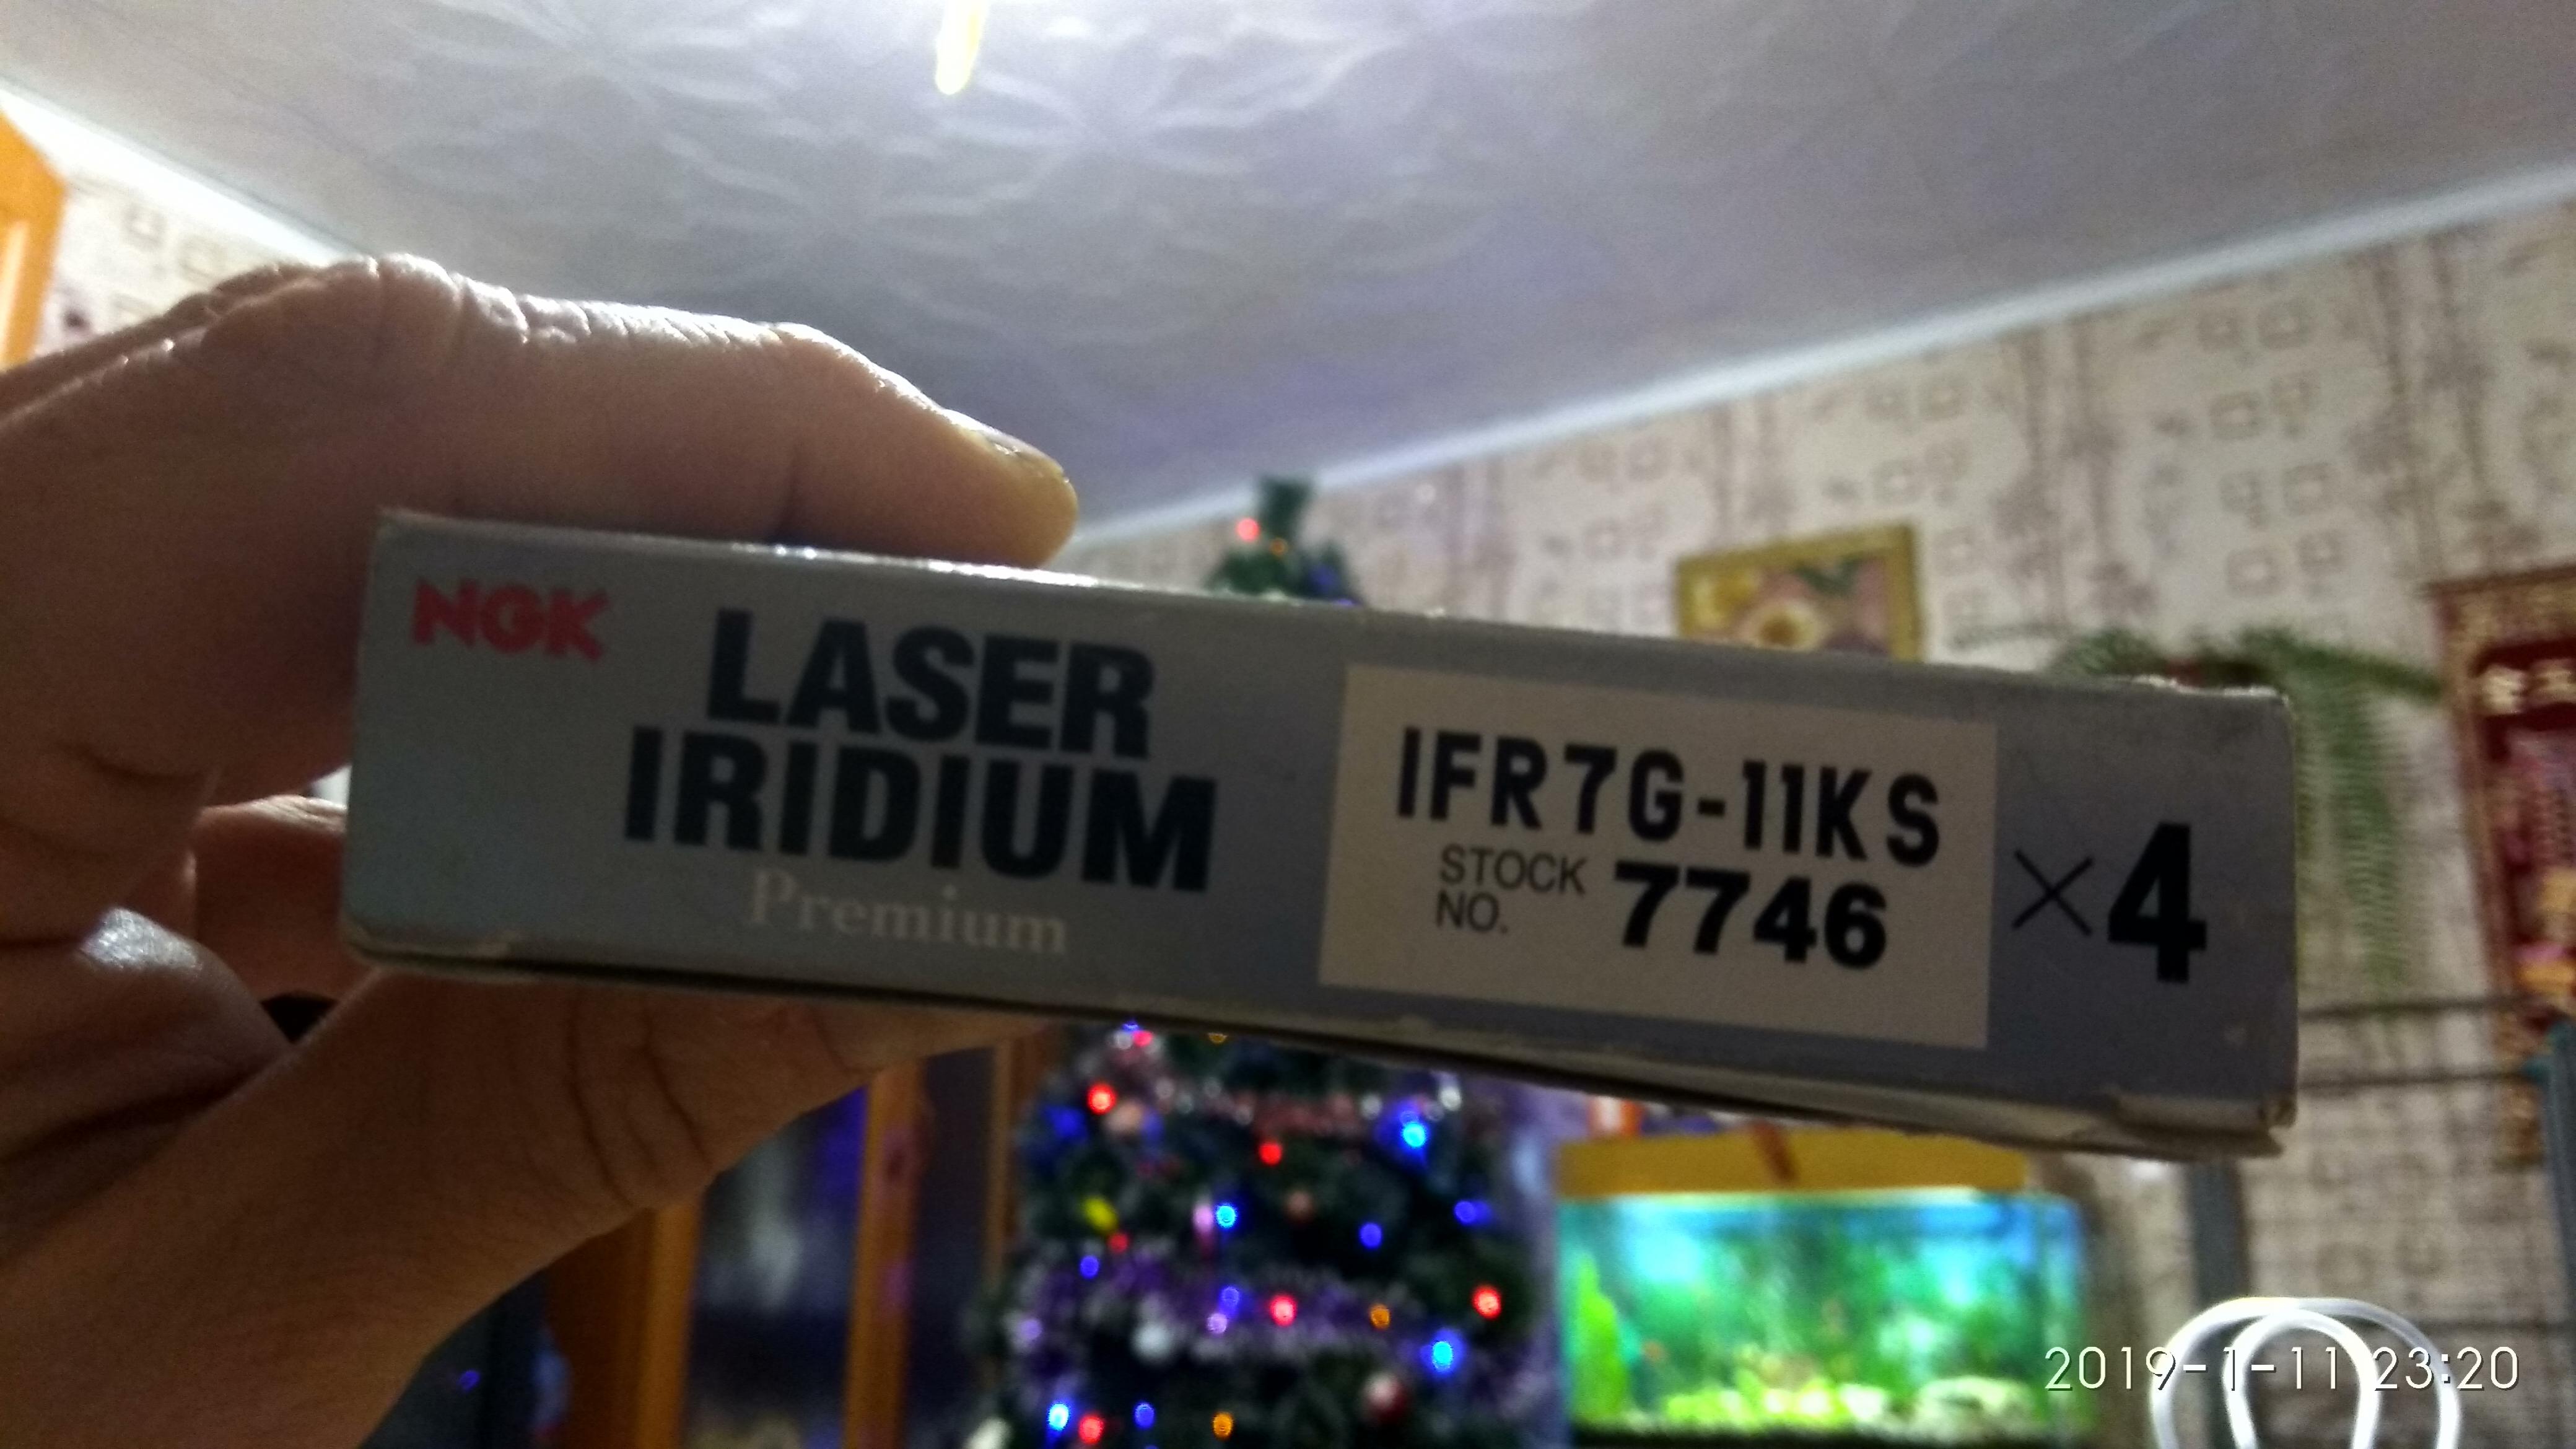 NGK
LASER
IRIDIUM
Premium
IFR7G-11KS
STOCK
NO. 7746
×4
2019-1-11 23:20